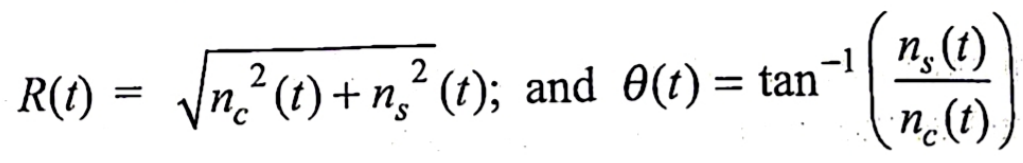 R(t) = √(n_c²(t) + n_s²(t)); and θ(t) = tan⁻¹(n_s(t)/n_c(t))